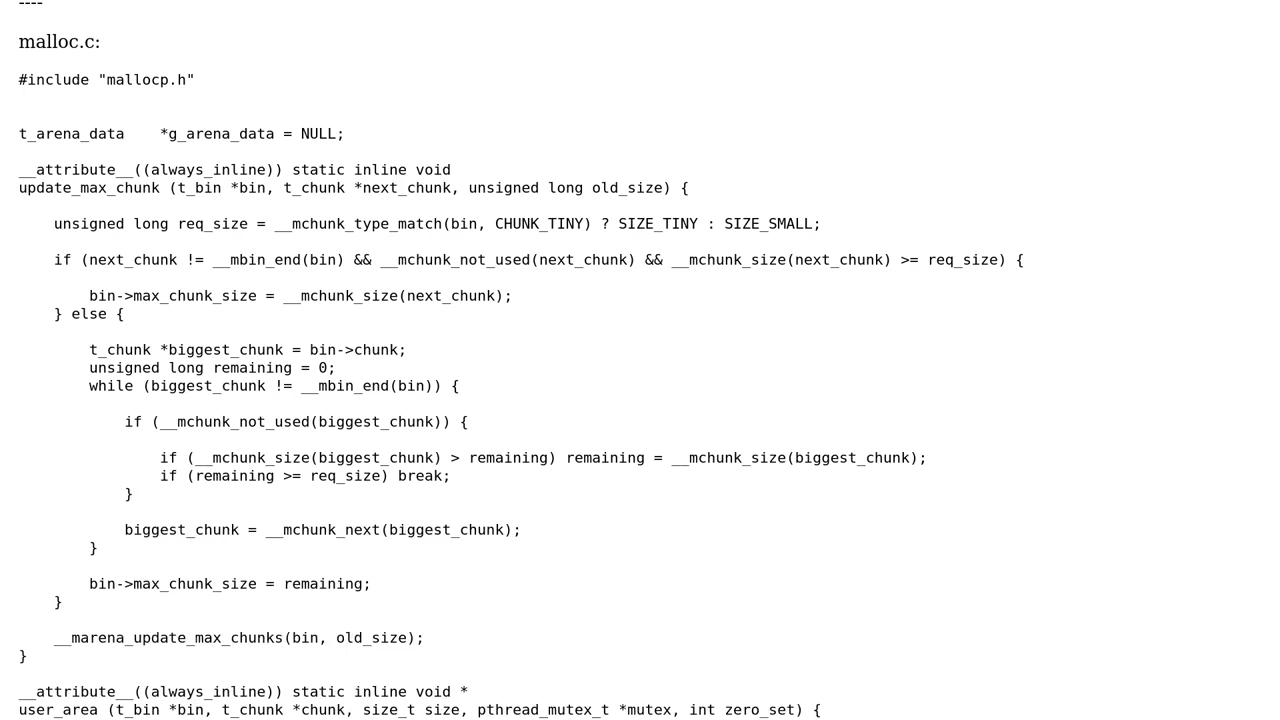 ----
malloc.c:
#include "mallocp.h"
t_arena_data    *g_arena_data = NULL;
__attribute__((always_inline)) static inline void
update_max_chunk (t_bin *bin, t_chunk *next_chunk, unsigned long old_size) {
    unsigned long req_size = __mchunk_type_match(bin, CHUNK_TINY) ? SIZE_TINY : SIZE_SMALL;
    if (next_chunk != __mbin_end(bin) && __mchunk_not_used(next_chunk) && __mchunk_size(next_chunk) >= req_size) {
        bin->max_chunk_size = __mchunk_size(next_chunk);
    } else {
        t_chunk *biggest_chunk = bin->chunk;
        unsigned long remaining = 0;
        while (biggest_chunk != __mbin_end(bin)) {
            if (__mchunk_not_used(biggest_chunk)) {
                if (__mchunk_size(biggest_chunk) > remaining) remaining = __mchunk_size(biggest_chunk);
                if (remaining >= req_size) break;
            }
            biggest_chunk = __mchunk_next(biggest_chunk);
        }
        bin->max_chunk_size = remaining;
    }
    __marena_update_max_chunks(bin, old_size);
}
__attribute__((always_inline)) static inline void *
user_area (t_bin *bin, t_chunk *chunk, size_t size, pthread_mutex_t *mutex, int zero_set) {